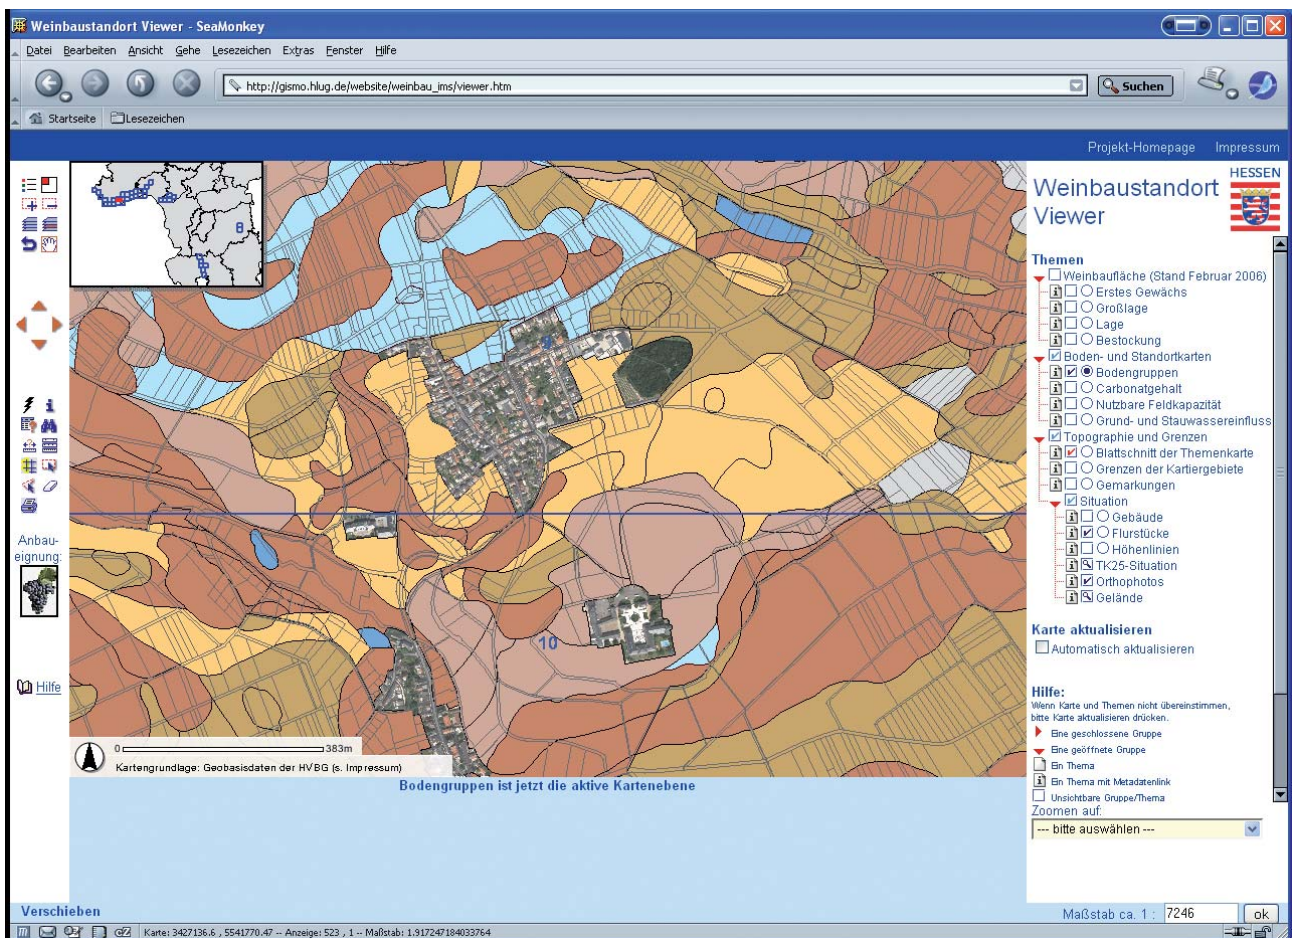 Weinbaustandort Viewer - SeaMonkey
Datei Bearbeiten Ansicht Gehe Lesezeichen Extras Fenster Hilfe
http://gismo.hlug.de/website/weinbau_ims/viewer.htm
Suchen
Startseite Lesezeichen
Projekt-Homepage Impressum
HESSEN
Weinbaustandort
Viewer
8
Themen
Weinbaufläche (Stand Februar 2006)
Erstes Gewächs
Großlage
Lage
Bestockung
Boden- und Standortkarten
Bodengruppen
Carbonatgehalt
Nutzbare Feldkapazität
Grund- und Stauwassereinfluss
Topographie und Grenzen
Blattschnitt der Themenkarte
Grenzen der Kartiergebiete
Gemarkungen
Situation
Gebäude
Flurstücke
Höhenlinien
TK25-Situation
Orthophotos
Gelände
Anbau-
eignung:
Hilfe
10
Karte aktualisieren
Automatisch aktualisieren
Hilfe:
Wenn Karte und Themen nicht übereinstimmen,
bitte Karte aktualisieren drücken.
Eine geschlossene Gruppe
Eine geöffnete Gruppe
Ein Thema
Ein Thema mit Metadatenlink
Unsichtbare Gruppe/Thema
Zoomen auf:
--- bitte auswählen ---
0 383m
Kartengrundlage: Geobasisdaten der HVBG (s. Impressum)
Bodengruppen ist jetzt die aktive Kartenebene
Verschieben
Maßstab ca. 1 : 7246 ok
Karte: 3427136.6 , 5541770.47 -- Anzeige: 523 , 1 -- Maßstab: 1.917247184033764